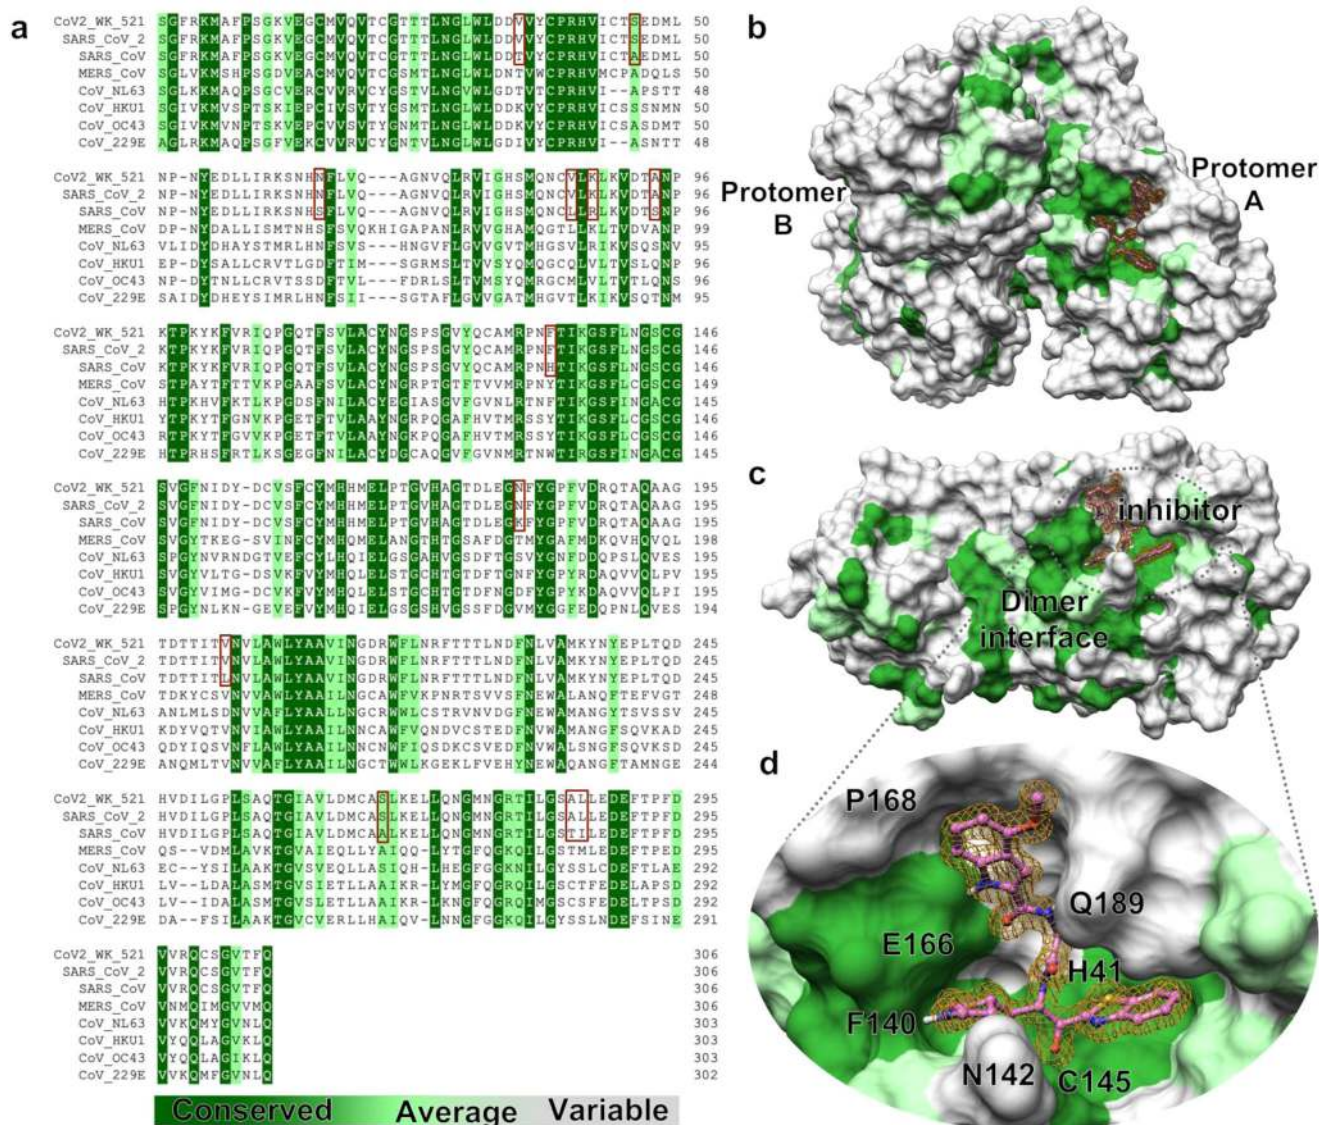 a
CoV2_WK_521 SGFRKMAFPSGKVEGCMVQVTCGTTTLNGLWLDDVVYCPRHVICTSEDML 50
SARS_CoV_2 SGFRKMAFPSGKVEGCMVQVTCGTTTLNGLWLDDVVYCPRHVICTSEDML 50
SARS_CoV SGFRKMAFPSGKVEGCMVQVTCGTTTLNGLWLDDTVYCPRHVICTAEDML 50
MERS_CoV SGLVKMSHPSGDVEACMVQVTCGSMTLNGLWLDNTVWCPRHVMCPADQLS 50
CoV_NL63 SGLKKMAQPSGCVERCVVRVCYGSTVLNGVWLGDTVTCPRHVI--APSTT 48
CoV_HKU1 SGIVKMVSPTSKIEPCIVSVTYGSMTLNGLWLDDKVYCPRHVICSSSNMN 50
CoV_OC43 SGIVKMVNPTSKVEPCVVSVTYGNMTLNGLWLDDKVYCPRHVICSASDMT 50
CoV_229E AGLRKMAQPSGFVEKCVVRVCYGNTVLNGLWLGDIVYCPRHVI--ASNTT 48
CoV2_WK_521 NP-NYEDLLIRKSNHNFLVQ---AGNVQLRVIGHSMQNCVLKLKVDTANP 96
SARS_CoV_2 NP-NYEDLLIRKSNHNFLVQ---AGNVQLRVIGHSMQNCVLKLKVDTANP 96
SARS_CoV NP-NYEDLLIRKSNHSFLVQ---AGNVQLRVIGHSMQNCLLRLKVDTSNP 96
MERS_CoV DP-NYDALLISMTNHSFSVQKHIGAPANLRVVGHAMQGTLLKLTVDVANP 99
CoV_NL63 VLIDYDHAYSTMRLHNFSVS---HNGVFLGVVGVTMHGSVLRIKVSQSNV 95
CoV_HKU1 EP-DYSALLCRVTLGDFTIM---SGRMSLTVVSYQMQGCQLVLTVSLQNP 96
CoV_OC43 DP-NYTNLLCRVTSSDFTVL---FDRLSLTVMSYQMRGCMLVLTVTLQNP 96
CoV_229E SAIDYDHEYSIMRLHNFSII---SGTAFLGVVGATMHGVTLKIKVSQTNM 95
CoV2_WK_521 KTPKYKFVRIQPGQTFSVLACYNGSPSGVYQCAMRPNFTIKGSFLNGSCG 146
SARS_CoV_2 KTPKYKFVRIQPGQTFSVLACYNGSPSGVYQCAMRPNFTIKGSFLNGSCG 146
SARS_CoV KTPKYKFVRIQPGQTFSVLACYNGSPSGVYQCAMRPNHTIKGSFLNGSCG 146
MERS_CoV STPAYTFTTVKPGAAFSVLACYNGRPTGTFTVVMRPNYTIKGSFLCGSCG 149
CoV_NL63 HTPKHVFKTLKPGDSFNILACYEGIASGVFGVNLRTNFTIKGSFINGACG 145
CoV_HKU1 YTPKYTFGNVKPGETFTVLAAYNGRPQGAFHVTMRSSYTIKGSFLCGSCG 146
CoV_OC43 RTPKYTFGVVKPGETFTVLAAYNGKPQGAFHVTMRSSYTIKGSFLCGSCG 146
CoV_229E HTPRHSFRTLKSGEGFNILACYDGCAQGVFGVNMRTNWTIRGSFINGACG 145
CoV2_WK_521 SVGFNIDY-DCVSFCYMHHMELPTGVHAGTDLEGNFYGPFVDRQTAQAAG 195
SARS_CoV_2 SVGFNIDY-DCVSFCYMHHMELPTGVHAGTDLEGNFYGPFVDRQTAQAAG 195
SARS_CoV SVGFNIDY-DCVSFCYMHHMELPTGVHAGTDLEGKFYGPFVDRQTAQAAG 195
MERS_CoV SVGYTKEG-SVINFCYMHQMELANGTHTGSAFDGTMYGAFMDKQVHQVQL 198
CoV_NL63 SPGYNVRNDGTVEFCYLHQIELGSGAHVGSDFTGSVYGNFDDQPSLQVES 195
CoV_HKU1 SVGYVLTG-DSVKFVYMHQLELSTGCHTGTDFTGNFYGPYRDAQVVQLPV 195
CoV_OC43 SVGYVIMG-DCVKFVYMHQLELSTGCHTGTDFNGDFYGPYKDAQVVQLPI 195
CoV_229E SPGYNLKN-GEVEFVYMHQIELGSGSHVGSSFDGVMYGGFEDQPNLQVES 194
CoV2_WK_521 TDTTITVNVLAWLYAAVINGDRWFLNRFTTTLNDFNLVAMKYNYEPLTQD 245
SARS_CoV_2 TDTTITVNVLAWLYAAVINGDRWFLNRFTTTLNDFNLVAMKYNYEPLTQD 245
SARS_CoV TDTTITLNVLAWLYAAVINGDRWFLNRFTTTLNDFNLVAMKYNYEPLTQD 245
MERS_CoV TDKYCSVNVVAWLYAAILNGCAWFVKPNRTSVVSFNEWALANQFTEFVGT 248
CoV_NL63 ANLMLSDNVVAFLYAALLNGCRWWLCSTRVNVDGFNEWAMANGYTSVSSV 245
CoV_HKU1 KDYVQTVNVIAWLYAAILNNCAWFVQNDVCSTEDFNVWAMANGFSQVKAD 245
CoV_OC43 QDYIQSVNFLAWLYAAILNNCNWFIQSDKCSVEDFNVWALSNGFSQVKSD 245
CoV_229E ANQMLTVNVVAFLYAAILNGCTWWLKGEKLFVEHYNEWAQANGFTAMNGE 244
CoV2_WK_521 HVDILGPLSAQTGIAVLDMCASLKELLQNGMNGRTILGSALLEDEFTPFD 295
SARS_CoV_2 HVDILGPLSAQTGIAVLDMCASLKELLQNGMNGRTILGSALLEDEFTPFD 295
SARS_CoV HVDILGPLSAQTGIAVLDMCAALKELLQNGMNGRTILGSTILEDEFTPFD 295
MERS_CoV QS--VDMLAVKTGVAIEQLLYAIQQ-LYTGFQGKQILGSTMLEDEFTPED 295
CoV_NL63 EC--YSILAAKTGVSVEQLLASIQH-LHEGFGGKNILGYSSLCDEFTLAE 292
CoV_HKU1 LV--LDALASMTGVSIETLLAAIKR-LYMGFQGRQILGSCTFEDELAPSD 292
CoV_OC43 LV--IDALASMTGVSLETLLAAIKR-LKNGFQGRQIMGSCSFEDELTPSD 292
CoV_229E DA--FSILAAKTGVCVERLLHAIQV-LNNGFGGKQILGYSSLNDEFSINE 291
CoV2_WK_521 VVRQCSGVTFQ 306
SARS_CoV_2 VVRQCSGVTFQ 306
SARS_CoV VVRQCSGVTFQ 306
MERS_CoV VNMQIMGVVMQ 306
CoV_NL63 VVKQMYGVNLQ 303
CoV_HKU1 VYQQLAGVKLQ 303
CoV_OC43 VYQQLAGIKLQ 303
CoV_229E VVKQMFGVNLQ 302
Conserved Average Variable
b
Protomer
B
Protomer
A
c
inhibitor
Dimer
interface
d
P168
Q189
E166
H41
F140
N142
C145